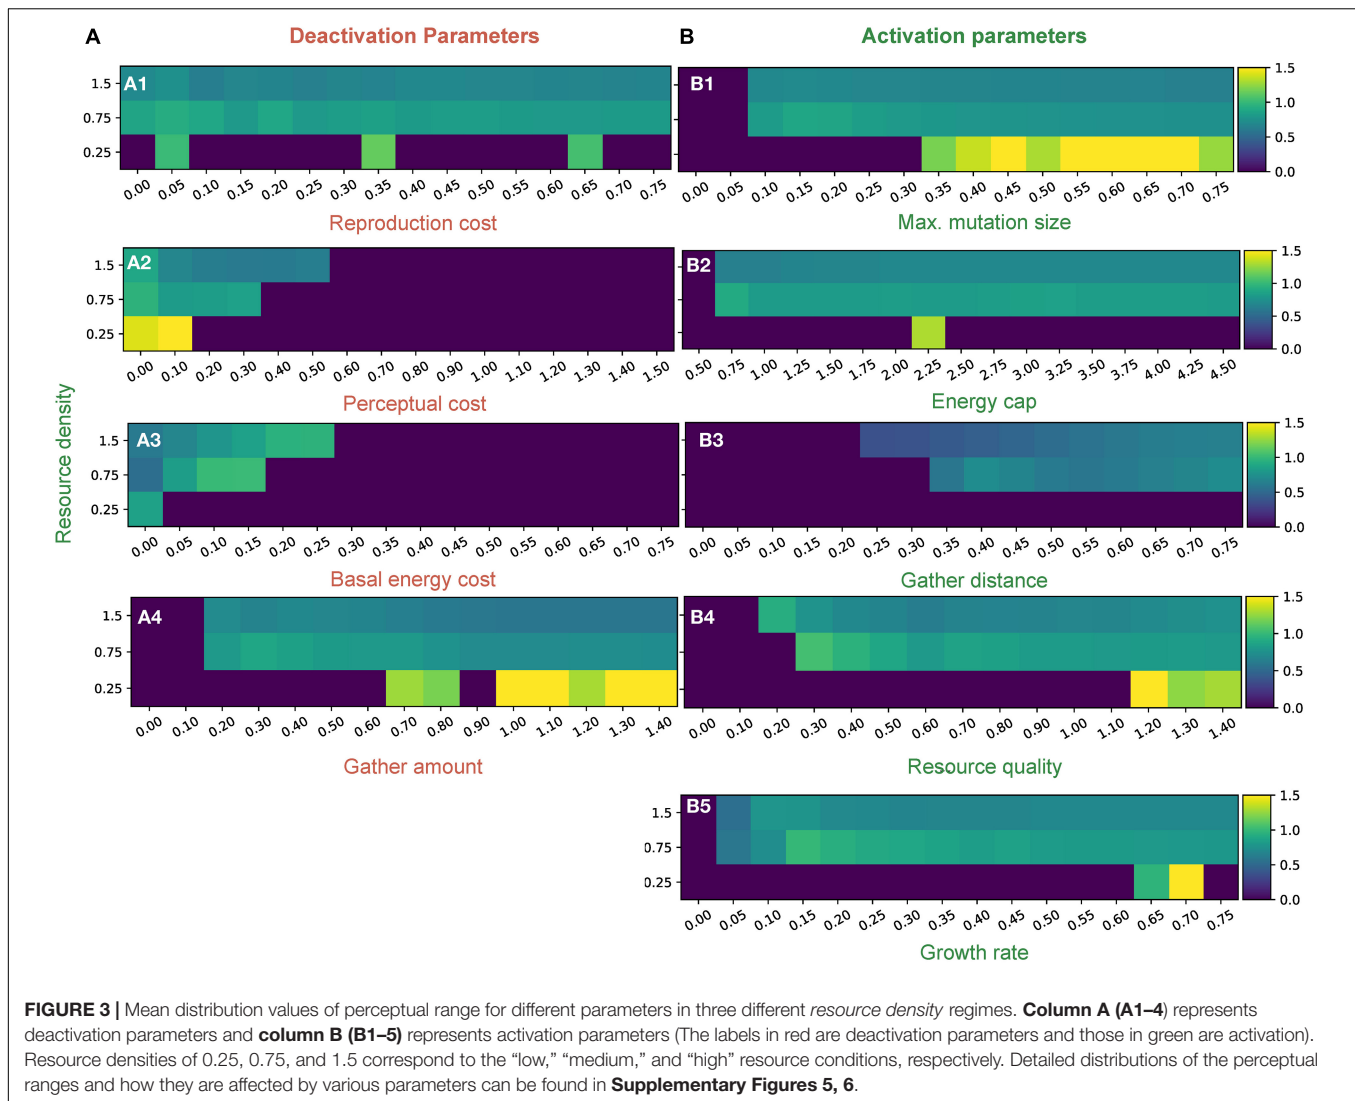 A Deactivation Parameters B Activation parameters
A1
1.5
0.75
0.25
0.00 0.05 0.10 0.15 0.20 0.25 0.30 0.35 0.40 0.45 0.50 0.55 0.60 0.65 0.70 0.75
Reproduction cost
B1
1.5
1.0
0.5
0.0
0.00 0.05 0.10 0.15 0.20 0.25 0.30 0.35 0.40 0.45 0.50 0.55 0.60 0.65 0.70 0.75
Max. mutation size
A2
1.5
0.75
0.25
0.00 0.10 0.20 0.30 0.40 0.50 0.60 0.70 0.80 0.90 1.00 1.10 1.20 1.30 1.40 1.50
Perceptual cost
B2
1.5
1.0
0.5
0.0
0.50 0.75 1.00 1.25 1.50 1.75 2.00 2.25 2.50 2.75 3.00 3.25 3.50 3.75 4.00 4.25 4.50
Energy cap
Resource density
A3
1.5
0.75
0.25
0.00 0.05 0.10 0.15 0.20 0.25 0.30 0.35 0.40 0.45 0.50 0.55 0.60 0.65 0.70 0.75
Basal energy cost
B3
1.5
1.0
0.5
0.0
0.00 0.05 0.10 0.15 0.20 0.25 0.30 0.35 0.40 0.45 0.50 0.55 0.60 0.65 0.70 0.75
Gather distance
A4
1.5
0.75
0.25
0.00 0.10 0.20 0.30 0.40 0.50 0.60 0.70 0.80 0.90 1.00 1.10 1.20 1.30 1.40
Gather amount
B4
1.5
1.0
0.5
0.0
0.00 0.10 0.20 0.30 0.40 0.50 0.60 0.70 0.80 0.90 1.00 1.10 1.20 1.30 1.40
Resource quality
B5
1.5
0.75
0.25
1.5
1.0
0.5
0.0
0.00 0.05 0.10 0.15 0.20 0.25 0.30 0.35 0.40 0.45 0.50 0.55 0.60 0.65 0.70 0.75
Growth rate
FIGURE 3 | Mean distribution values of perceptual range for different parameters in three different resource density regimes. Column A (A1–4) represents
deactivation parameters and column B (B1–5) represents activation parameters (The labels in red are deactivation parameters and those in green are activation).
Resource densities of 0.25, 0.75, and 1.5 correspond to the “low,” “medium,” and “high” resource conditions, respectively. Detailed distributions of the perceptual
ranges and how they are affected by various parameters can be found in Supplementary Figures 5, 6.